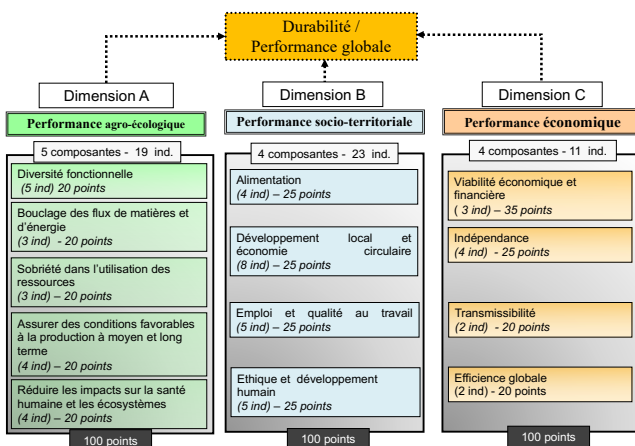 Durabilité /
Performance globale
Dimension A
Performance agro-écologique
5 composantes - 19 ind.
Diversité fonctionnelle
(5 ind) 20 points
Bouclage des flux de matières et
d'énergie
(3 ind) - 20 points
Sobriété dans l'utilisation des
ressources
(3 ind) – 20 points
Assurer des conditions favorables
à la production à moyen et long
terme
(4 ind) – 20 points
Réduire les impacts sur la santé
humaine et les écosystèmes
(4 ind) – 20 points
100 points
Dimension B
Performance socio-territoriale
4 composantes - 23 ind.
Alimentation
(4 ind) – 25 points
Développement local et
économie circulaire
(8 ind) – 25 points
Emploi et qualité au travail
(5 ind) – 25 points
Ethique et développement
humain
(5 ind) – 25 points
100 points
Dimension C
Performance économique
4 composantes - 11 ind.
Viabilité économique et
financière
( 3 ind) – 35 points
Indépendance
(4 ind) - 25 points
Transmissibilité
(2 ind) - 20 points
Efficience globale
(2 ind) - 20 points
100 points